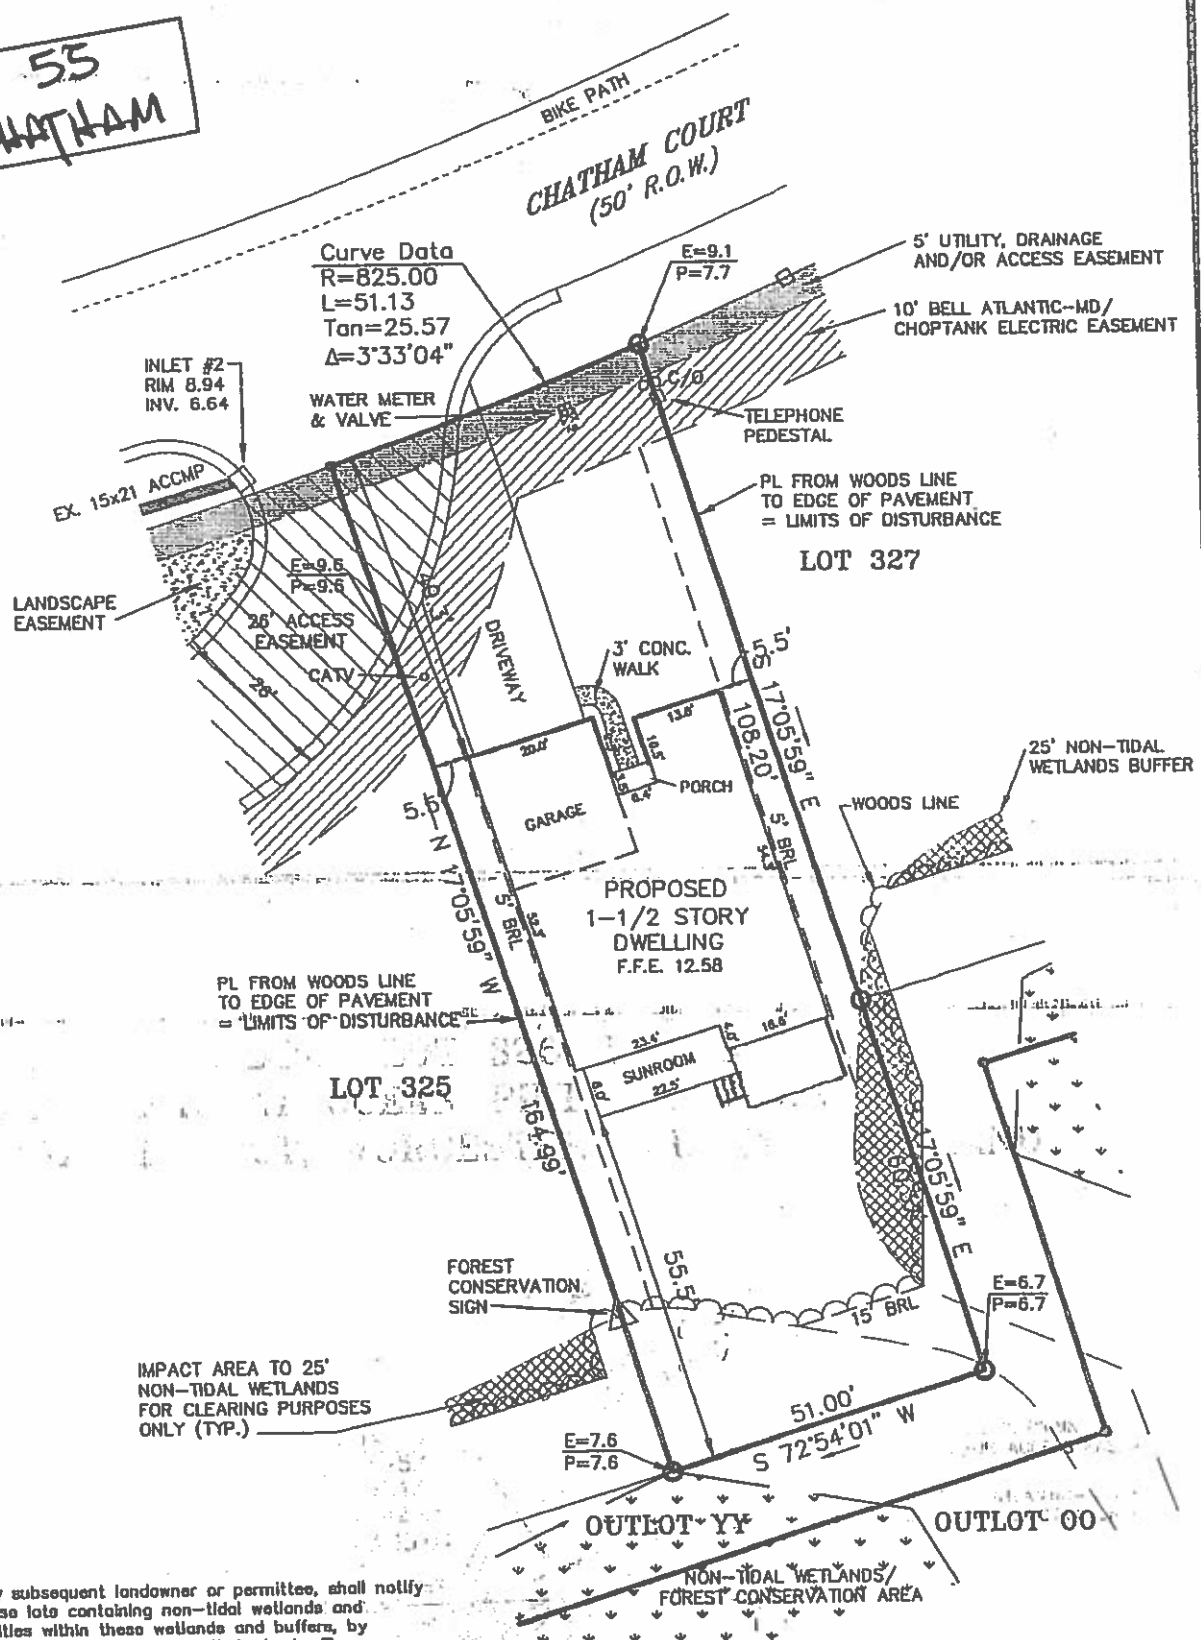 55
CHATHAM
BIKE PATH
CHATHAM COURT
(50' R.O.W.)
Curve Data
R=825.00
L=51.13
Tan=25.57
Δ=3°33'04"
E=9.1
P=7.7
5' UTILITY, DRAINAGE
AND/OR ACCESS EASEMENT
10' BELL ATLANTIC-MD/
CHOPTANK ELECTRIC EASEMENT
INLET #2
RIM 8.94
INV. 6.64
WATER METER
& VALVE
C/O
TELEPHONE
PEDESTAL
EX. 15x21 ACCMP
PL FROM WOODS LINE
TO EDGE OF PAVEMENT
= LIMITS OF DISTURBANCE
LOT 327
LANDSCAPE
EASEMENT
E=9.6
P=9.6
26' ACCESS
EASEMENT
CATV
26'
DRIVEWAY
3' CONC.
WALK
5.5'
S 17°05'59" E
108.20'
20.0'
10.5'
6.4'
PORCH
GARAGE
5.5'
25' NON-TIDAL
WETLANDS BUFFER
WOODS LINE
N 17°05'59" W
164.99'
5' BRL
5' BRL
PROPOSED
1-1/2 STORY
DWELLING
F.F.E. 12.58
PL FROM WOODS LINE
TO EDGE OF PAVEMENT
= LIMITS OF DISTURBANCE
LOT 325
23.4'
4.0'
16.6'
SUNROOM
22.5'
17°05'59" E
FOREST
CONSERVATION
SIGN
55.5'
15' BRL
E=6.7
P=6.7
IMPACT AREA TO 25'
NON-TIDAL WETLANDS
FOR CLEARING PURPOSES
ONLY (TYP.)
E=7.6
P=7.6
51.00'
S 72°54'01" W
OUTLOT YY
OUTLOT OO
NON-TIDAL WETLANDS/
FOREST CONSERVATION AREA
subsequent landowner or permittee, shall notify
lots containing non-tidal wetlands and
within these wetlands and buffers, by